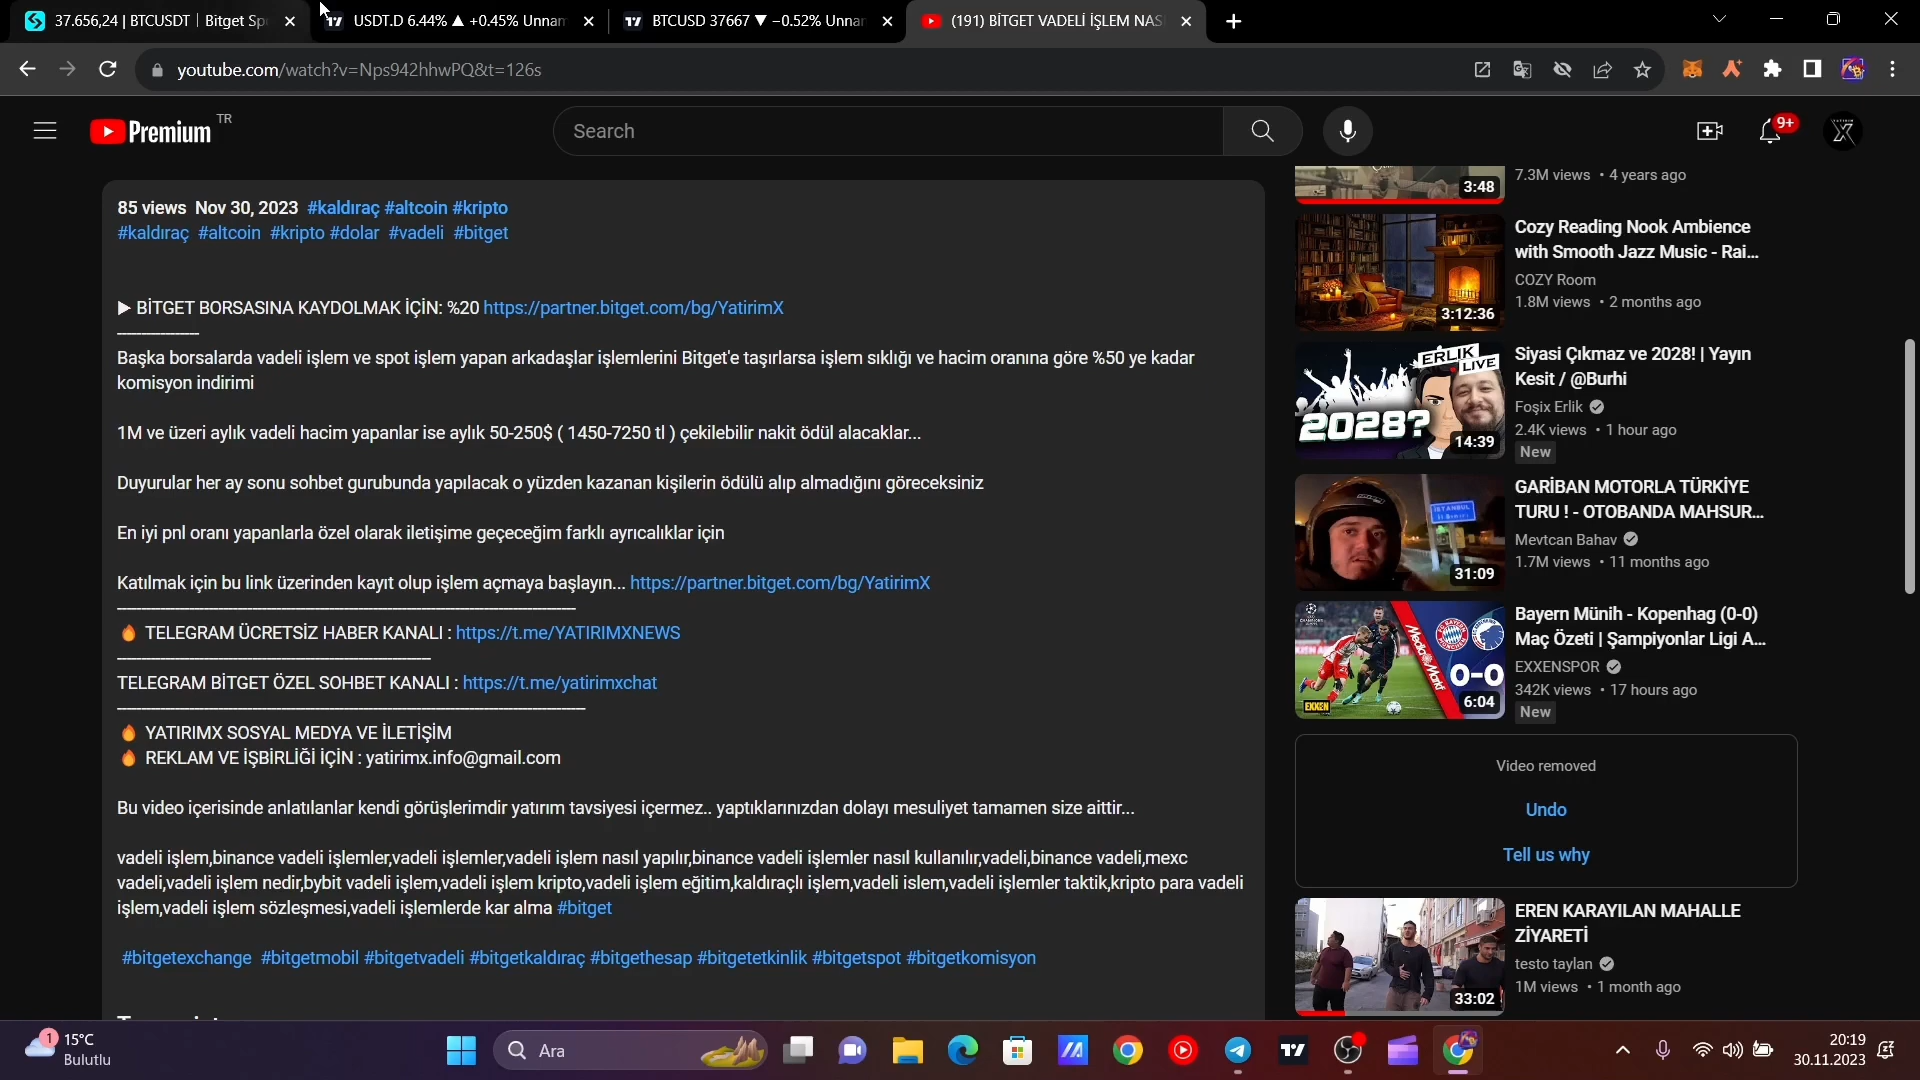 37.656,24 | BTCUSDT | Bitget Sp
USDT.D 6.44% ▲ +0.45% Unnam
BTCUSD 37667 ▼ −0.52% Unnam
(191) BİTGET VADELİ İŞLEM NAS
youtube.com/watch?v=Nps942hhwPQ&t=126s
Premium TR
Search
9+
85 views Nov 30, 2023 #kaldıraç #altcoin #kripto
#kaldıraç #altcoin #kripto #dolar #vadeli #bitget
▶ BİTGET BORSASINA KAYDOLMAK İÇİN: %20 https://partner.bitget.com/bg/YatirimX
Başka borsalarda vadeli işlem ve spot işlem yapan arkadaşlar işlemlerini Bitget'e taşırlarsa işlem sıklığı ve hacim oranına göre %50 ye kadar
komisyon indirimi
1M ve üzeri aylık vadeli hacim yapanlar ise aylık 50-250$ ( 1450-7250 tl ) çekilebilir nakit ödül alacaklar...
Duyurular her ay sonu sohbet gurubunda yapılacak o yüzden kazanan kişilerin ödülü alıp almadığını göreceksiniz
En iyi pnl oranı yapanlarla özel olarak iletişime geçeceğim farklı ayrıcalıklar için
Katılmak için bu link üzerinden kayıt olup işlem açmaya başlayın... https://partner.bitget.com/bg/YatirimX
🔥 TELEGRAM ÜCRETSİZ HABER KANALI : https://t.me/YATIRIMXNEWS
TELEGRAM BİTGET ÖZEL SOHBET KANALI : https://t.me/yatirimxchat
🔥 YATIRIMX SOSYAL MEDYA VE İLETİŞİM
🔥 REKLAM VE İŞBİRLİĞİ İÇİN : yatirimx.info@gmail.com
Bu video içerisinde anlatılanlar kendi görüşlerimdir yatırım tavsiyesi içermez.. yaptıklarınızdan dolayı mesuliyet tamamen size aittir...
vadeli işlem,binance vadeli işlemler,vadeli işlemler,vadeli işlem nasıl yapılır,binance vadeli işlemler nasıl kullanılır,vadeli,binance vadeli,mexc
vadeli,vadeli işlem nedir,bybit vadeli işlem,vadeli işlem kripto,vadeli işlem eğitim,kaldıraçlı işlem,vadeli islem,vadeli işlemler taktik,kripto para vadeli
işlem,vadeli işlem sözleşmesi,vadeli işlemlerde kar alma #bitget
#bitgetexchange #bitgetmobil #bitgetvadeli #bitgetkaldıraç #bitgethesap #bitgetetkinlik #bitgetspot #bitgetkomisyon
3:48
7.3M views • 4 years ago
3:12:36
Cozy Reading Nook Ambience
with Smooth Jazz Music - Rai...
COZY Room
1.8M views • 2 months ago
ERLIK
LIVE
2028?
14:39
Siyasi Çıkmaz ve 2028! | Yayın
Kesit / @Burhi
Foşix Erlik
2.4K views • 1 hour ago
New
31:09
GARİBAN MOTORLA TÜRKİYE
TURU ! - OTOBANDA MAHSUR...
Mevtcan Bahav
1.7M views • 11 months ago
MediaMarkt
0-0
EXXEN
6:04
Bayern Münih - Kopenhag (0-0)
Maç Özeti | Şampiyonlar Ligi A...
EXXENSPOR
342K views • 17 hours ago
New
Video removed
Undo
Tell us why
33:02
EREN KARAYILAN MAHALLE
ZİYARETİ
testo taylan
1M views • 1 month ago
1
15°C
Bulutlu
Ara
20:19
30.11.2023